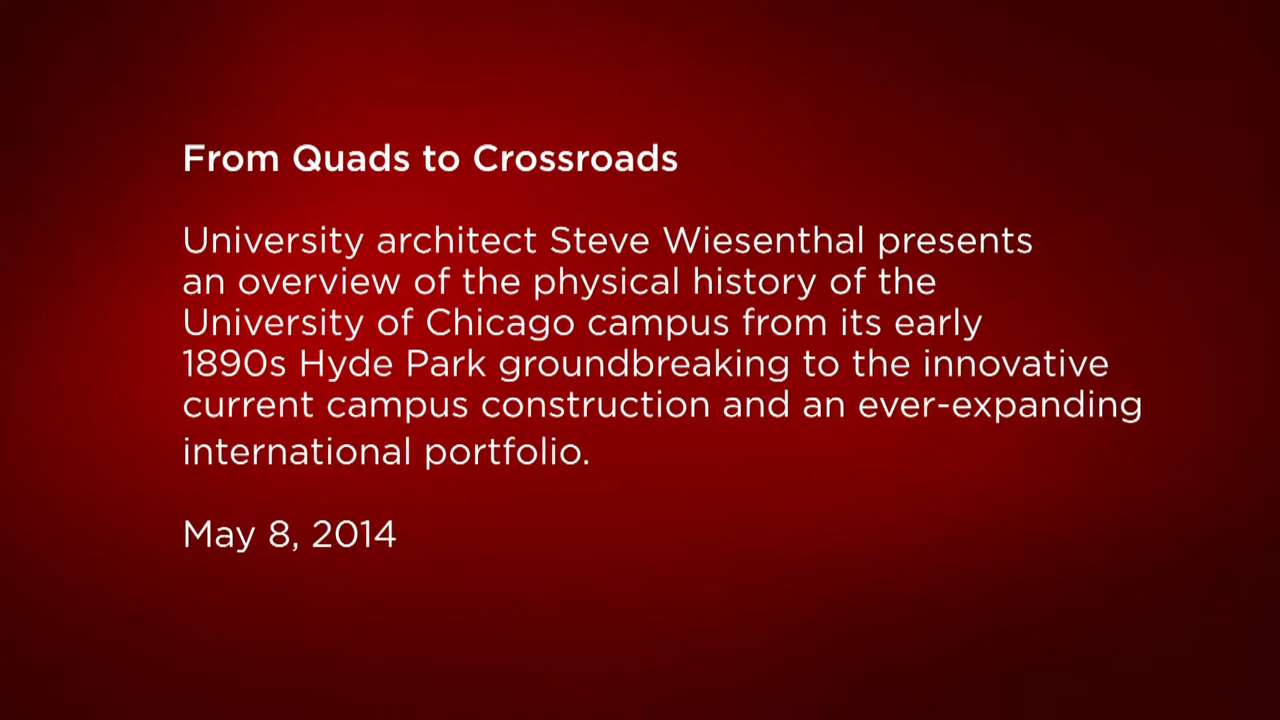 From Quads to Crossroads
University architect Steve Wiesenthal presents
an overview of the physical history of the
University of Chicago campus from its early
1890s Hyde Park groundbreaking to the innovative
current campus construction and an ever-expanding
international portfolio.
May 8, 2014